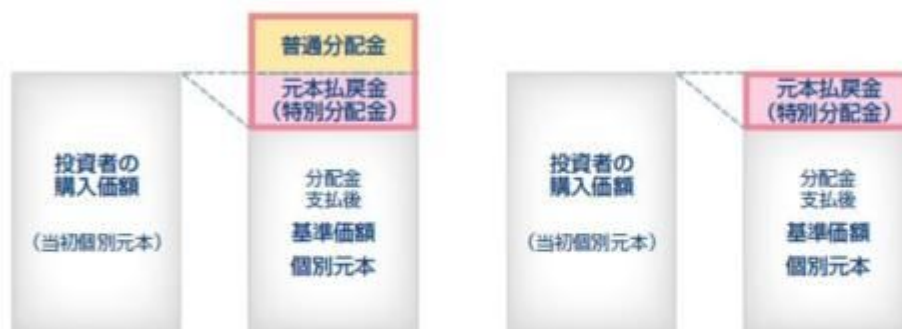 普通分配金
元本払戻金
(特別分配金)
投資者の
購入価額
(当初個別元本)
分配金
支払後
基準価額
個別元本
元本払戻金
(特別分配金)
投資者の
購入価額
(当初個別元本)
分配金
支払後
基準価額
個別元本